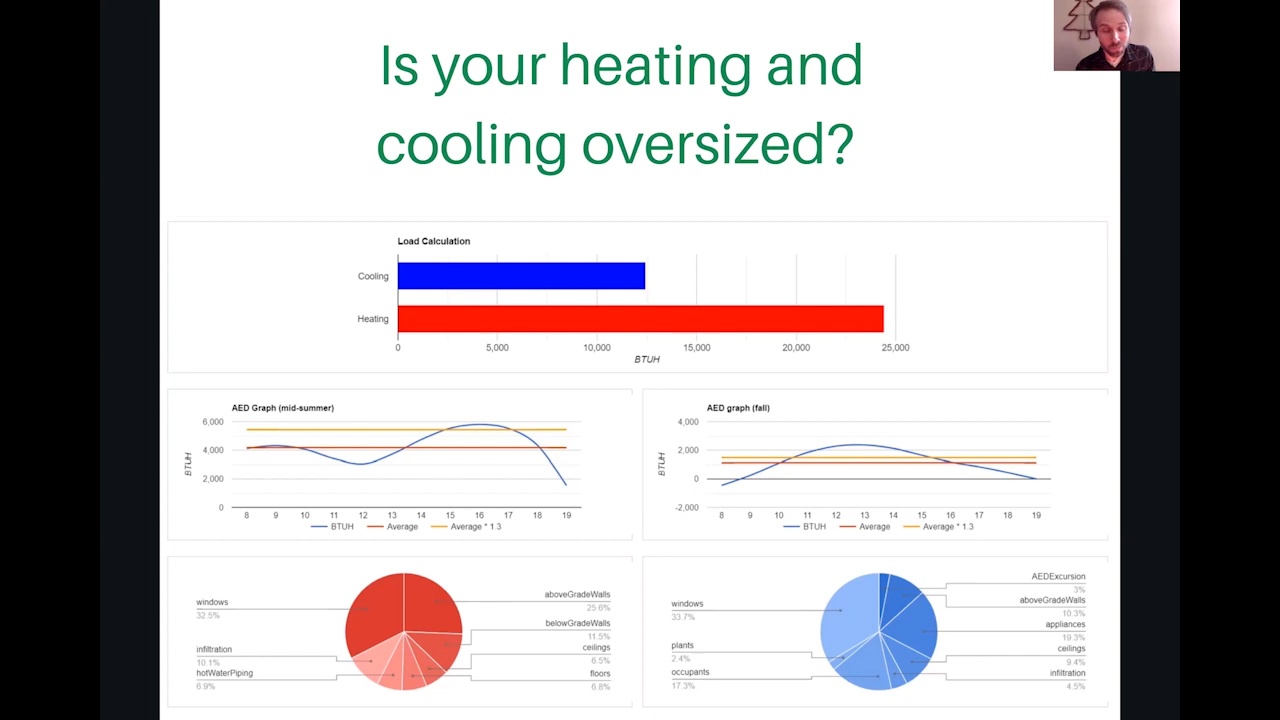 Is your heating and
cooling oversized?
Load Calculation
Cooling
Heating
0 5,000 10,000 15,000 20,000 25,000
BTUH
AED Graph (mid-summer)
6,000
4,000
2,000
0
BTUH
8 9 10 11 12 13 14 15 16 17 18 19
BTUH Average Average * 1.3
AED graph (fall)
4,000
2,000
0
-2,000
BTUH
8 9 10 11 12 13 14 15 16 17 18 19
BTUH Average Average * 1.3
windows
32.5%
infiltration
10.1%
hotWaterPiping
6.9%
aboveGradeWalls
25.6%
belowGradeWalls
11.5%
ceilings
6.5%
floors
6.8%
windows
33.7%
plants
2.4%
occupants
17.3%
AEDExcursion
3%
aboveGradeWalls
10.3%
appliances
19.3%
ceilings
9.4%
infiltration
4.5%